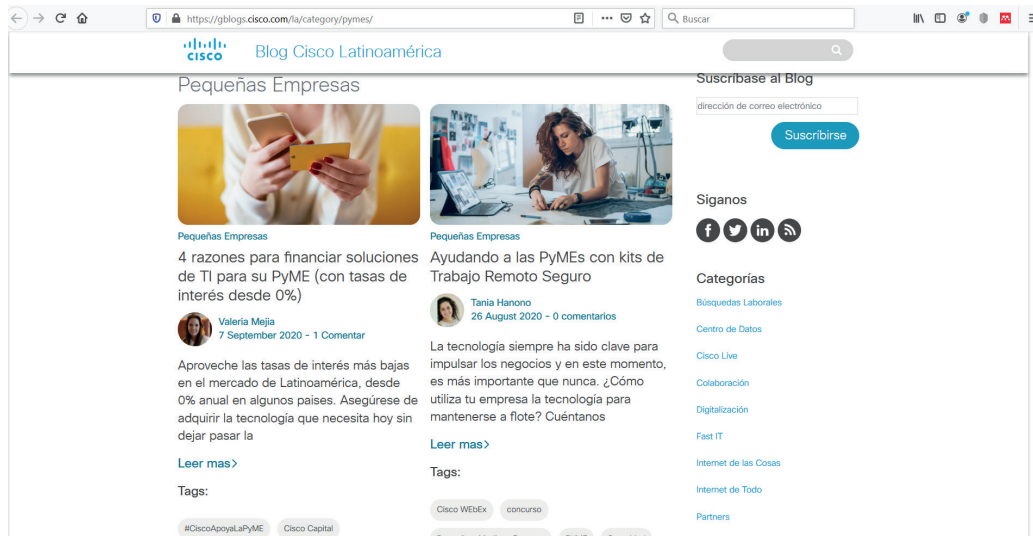 https://gblogs.cisco.com/la/category/pymes/
Buscar
CISCO
Blog Cisco Latinoamérica
Pequeñas Empresas
Pequeñas Empresas
4 razones para financiar soluciones
de TI para su PyME (con tasas de
interés desde 0%)
Valeria Mejia
7 September 2020 - 1 Comentar
Aproveche las tasas de interés más bajas
en el mercado de Latinoamérica, desde
0% anual en algunos paises. Asegúrese de
adquirir la tecnología que necesita hoy sin
dejar pasar la
Leer mas>
Tags:
#CiscoApoyaLaPyME
Cisco Capital
Pequeñas Empresas
Ayudando a las PyMEs con kits de
Trabajo Remoto Seguro
Tania Hanono
26 August 2020 - 0 comentarios
La tecnología siempre ha sido clave para
impulsar los negocios y en este momento,
es más importante que nunca. ¿Cómo
utiliza tu empresa la tecnología para
mantenerse a flote? Cuéntanos
Leer mas>
Tags:
Cisco WEbEx
concurso
Suscríbase al Blog
dirección de correo electrónico
Suscribirse
Siganos
Categorías
Búsquedas Laborales
Centro de Datos
Cisco Live
Colaboración
Digitalización
Fast IT
Internet de las Cosas
Internet de Todo
Partners